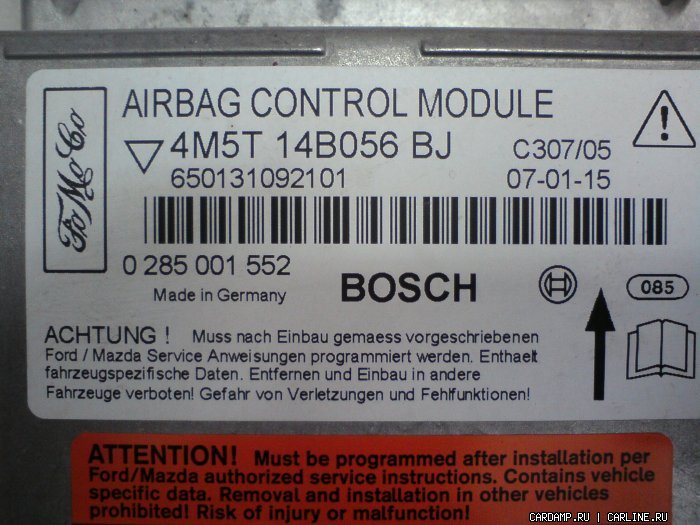 FoMoCo
AIRBAG CONTROL MODULE
4M5T 14B056 BJ
C307/05
650131092101
07-01-15
0 285 001 552
Made in Germany
BOSCH
085
ACHTUNG ! Muss nach Einbau gemaess vorgeschriebenen
Ford / Mazda Service Anweisungen programmiert werden. Enthaelt
fahrzeugspezifische Daten. Entfernen und Einbau in andere
Fahrzeuge verboten! Gefahr von Verletzungen und Fehlfunktionen!
ATTENTION! Must be programmed after installation per
Ford/Mazda authorized service instructions. Contains vehicle
specific data. Removal and installation in other vehicles
prohibited! Risk of injury or malfunction!
CARDAMP.RU | CARLINE.RU